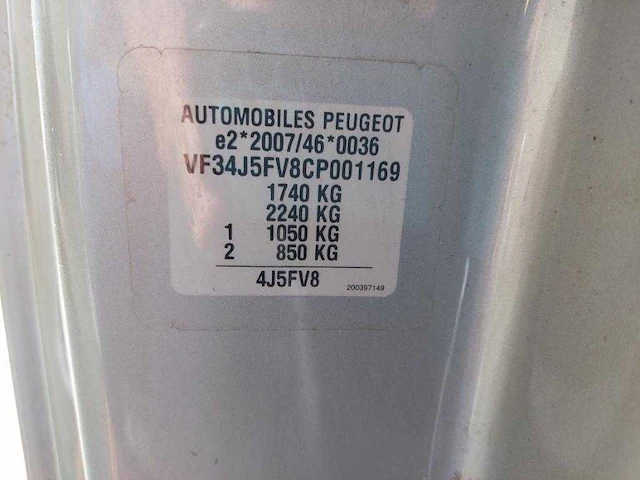 AUTOMOBILES PEUGEOT
e2*2007/46*0036
VF34J5FV8CP001169
1740 KG
2240 KG
1 1050 KG
2 850 KG
4J5FV8 200397149